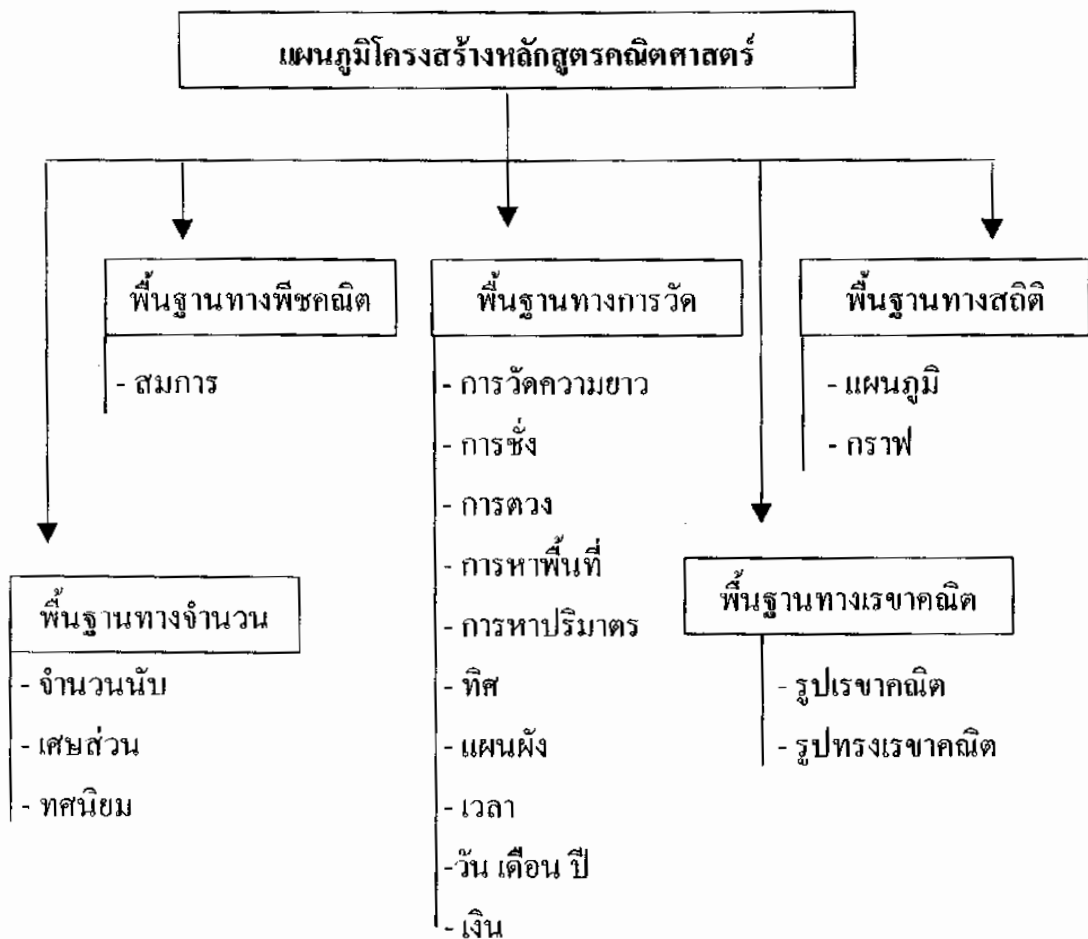 แผนภูมิโครงสร้างหลักสูตรคณิตศาสตร์
พื้นฐานทางพีชคณิต
- สมการ
พื้นฐานทางการวัด
- การวัดความยาว
- การชั่ง
- การตวง
- การหาพื้นที่
- การหาปริมาตร
- ทิศ
- แผนผัง
- เวลา
-วัน เดือน ปี
- เงิน
พื้นฐานทางสถิติ
- แผนภูมิ
- กราฟ
พื้นฐานทางจำนวน
- จำนวนนับ
- เศษส่วน
- ทศนิยม
พื้นฐานทางเรขาคณิต
- รูปเรขาคณิต
- รูปทรงเรขาคณิต